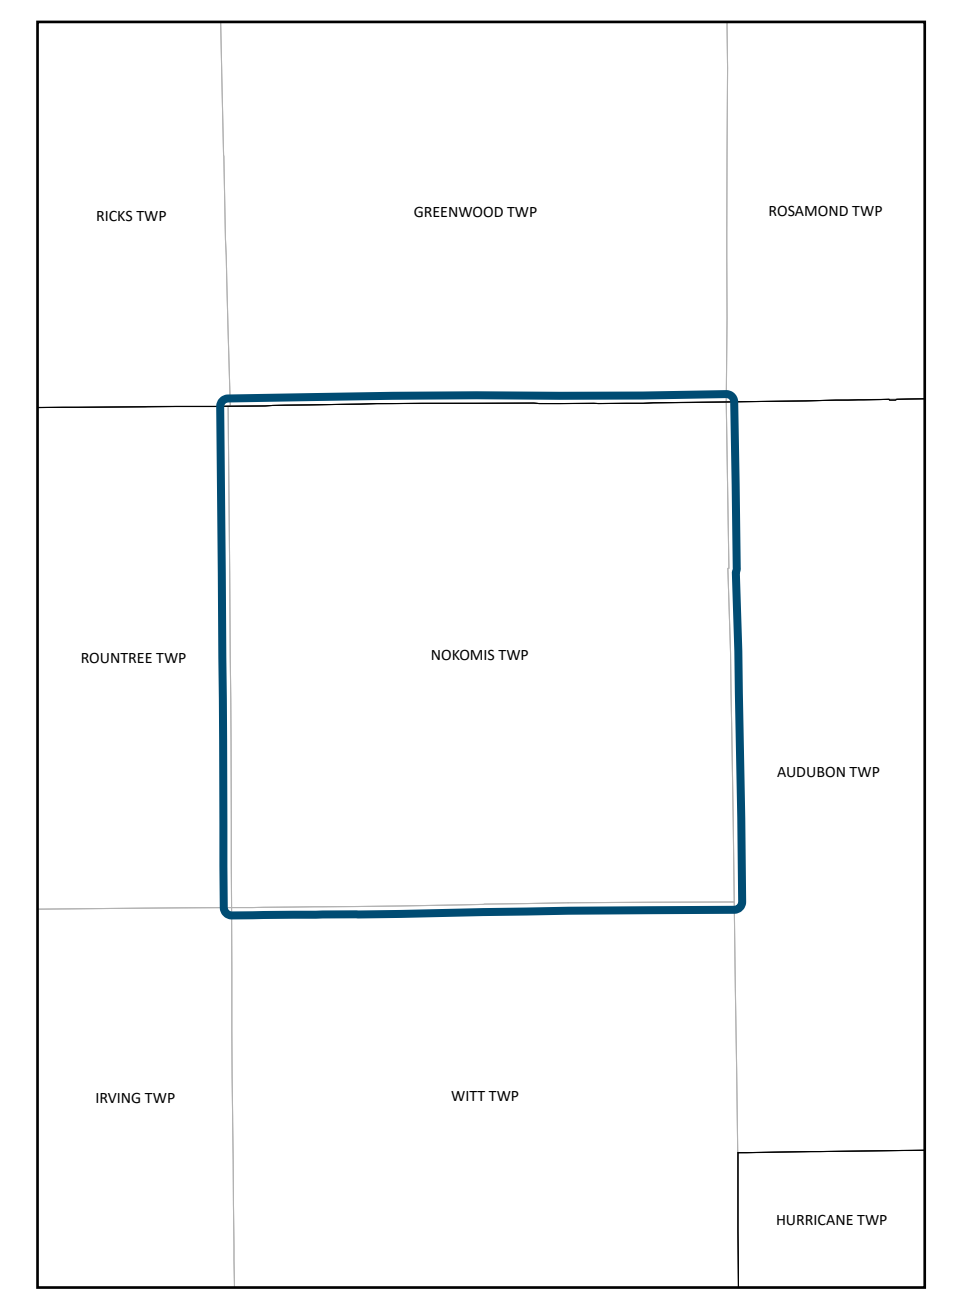 RICKS TWP
GREENWOOD TWP
ROSAMOND TWP
ROUNTREE TWP
NOKOMIS TWP
AUDUBON TWP
IRVING TWP
WITT TWP
HURRICANE TWP